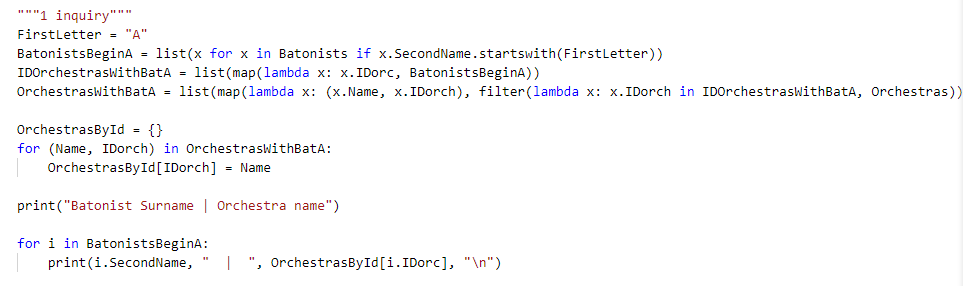 """1 inquiry"""
FirstLetter = "A"
BatonistsBeginA = list(x for x in Batonists if x.SecondName.startswith(FirstLetter))
IDOrchestrasWithBatA = list(map(lambda x: x.IDorc, BatonistsBeginA))
OrchestrasWithBatA = list(map(lambda x: (x.Name, x.IDorch), filter(lambda x: x.IDorch in IDOrchestrasWithBatA, Orchestras)))
OrchestrasById = {}
for (Name, IDorch) in OrchestrasWithBatA:
    OrchestrasById[IDorch] = Name
print("Batonist Surname | Orchestra name")
for i in BatonistsBeginA:
    print(i.SecondName, "  |  ", OrchestrasById[i.IDorc], "\n")